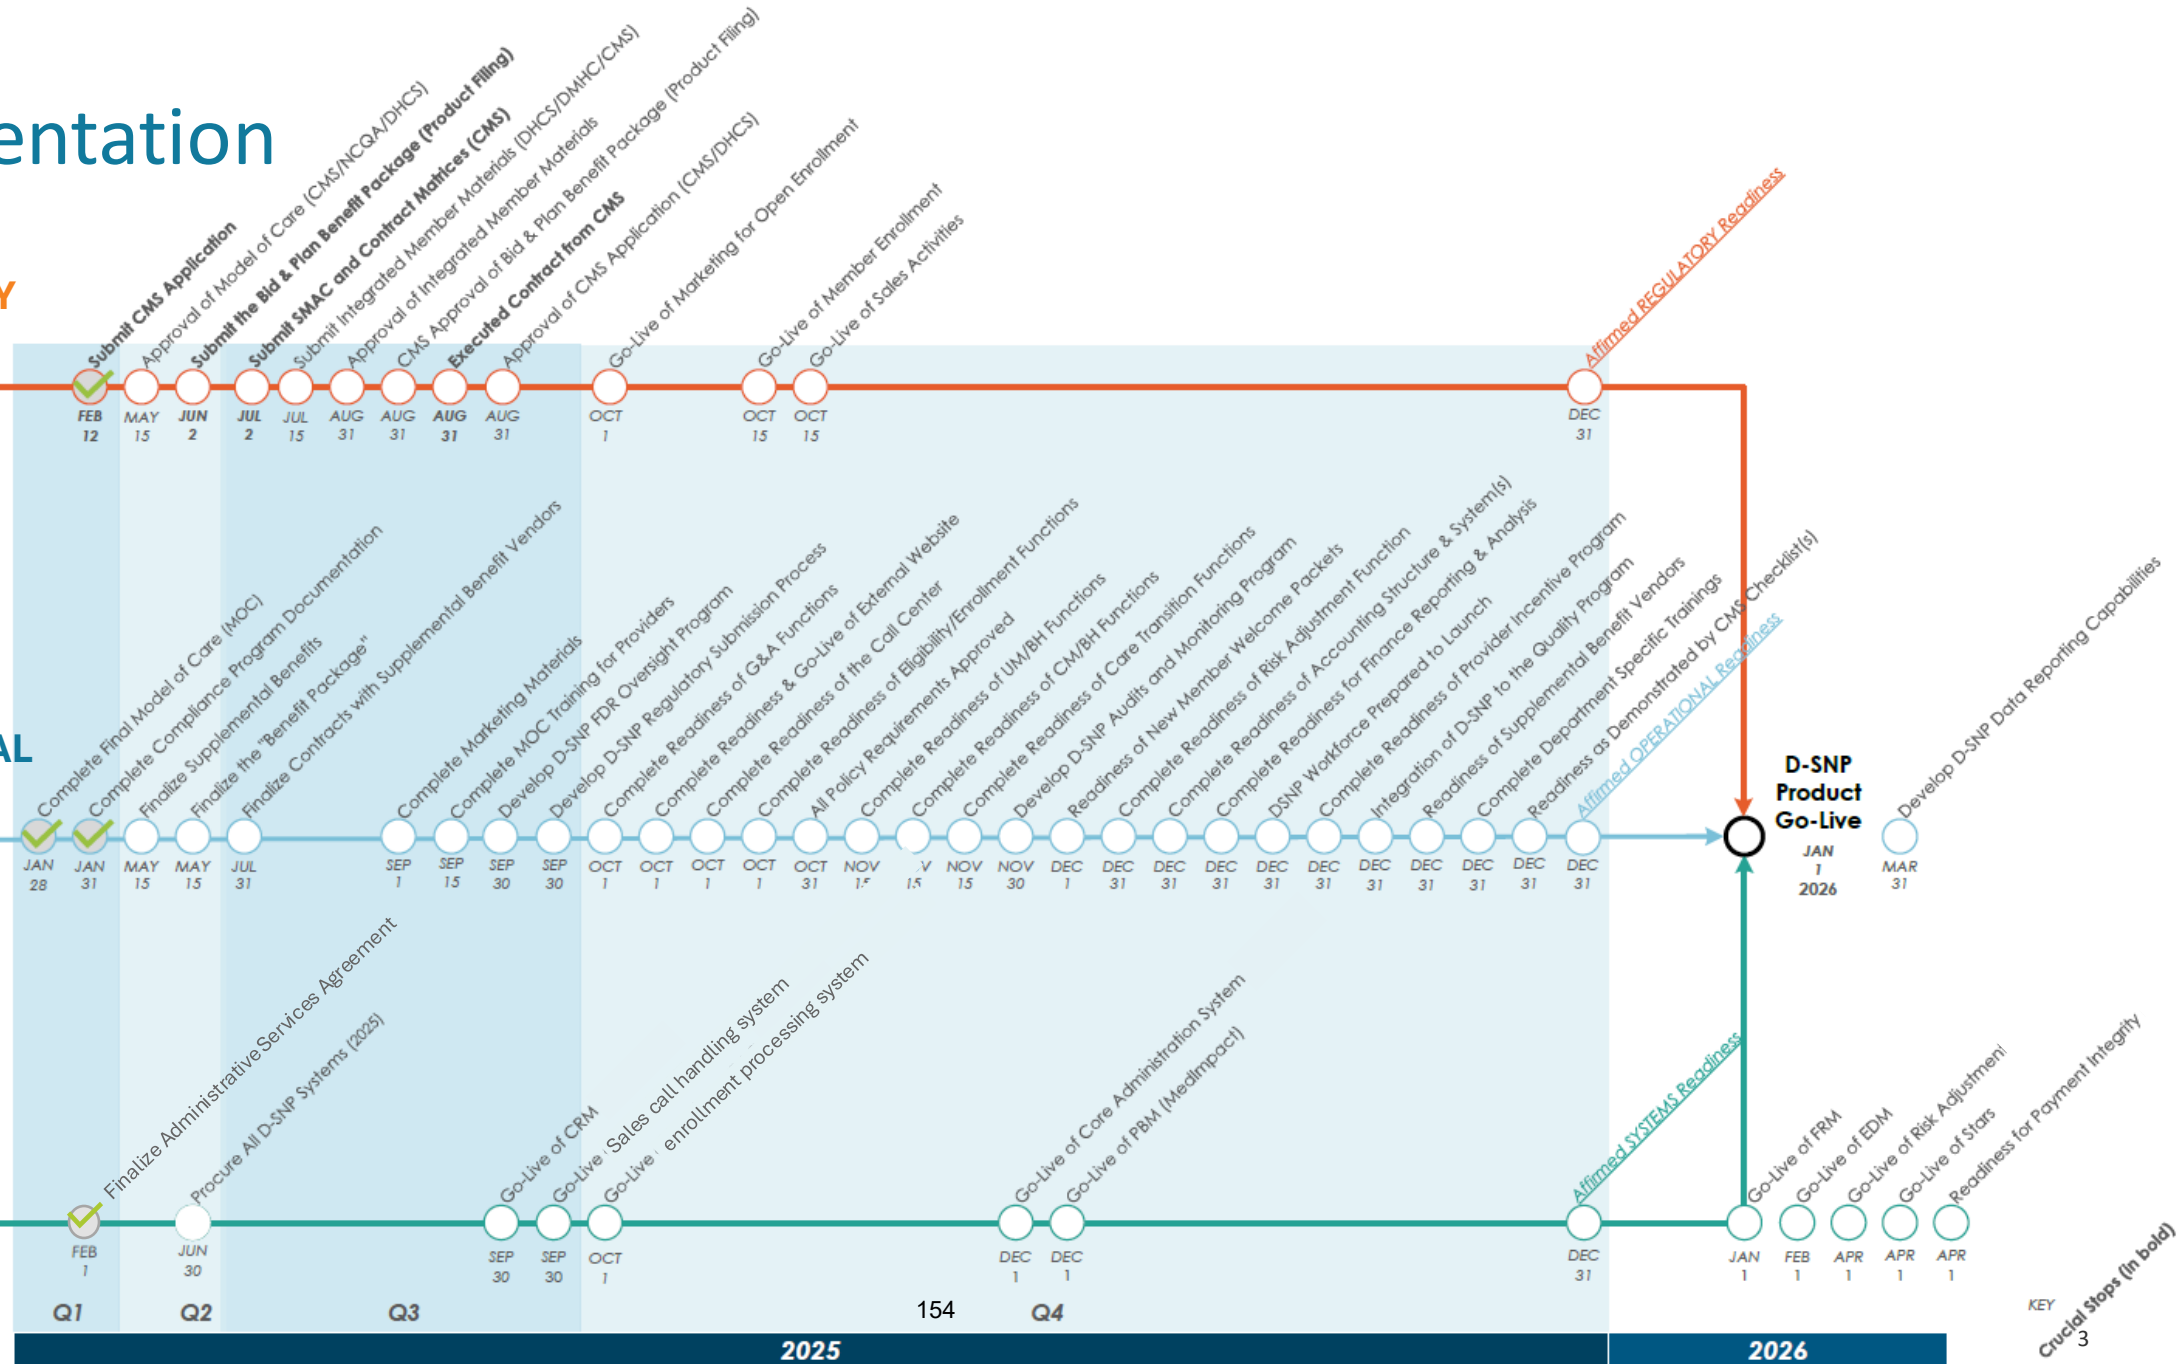 entation
Y
Submit CMS Application
Approval of Model of Care (CMS/NCQA/DHCS)
Submit the Bid & Plan Benefit Package (Product Filing)
Submit SMAC and Contract Matrices (CMS)
Submit Integrated Member Materials (DHCS/DMHC/CMS)
Approval of Integrated Member Materials
CMS Approval of Bid & Plan Benefit Package (Product Filing)
Executed Contract from CMS
Approval of CMS Application (CMS/DHCS)
Go-Live of Marketing for Open Enrollment
Go-Live of Member Enrollment
Go-Live of Sales Activities
Affirmed REGULATORY Readiness
FEB 12
MAY 15
JUN 2
JUL 2
JUL 15
AUG 31
AUG 31
AUG 31
AUG 31
OCT 1
OCT 15
OCT 15
DEC 31
AL
Complete Final Model of Care (MOC)
Complete Compliance Program Documentation
Finalize Supplemental Benefits
Finalize the "Benefit Package"
Finalize Contracts with Supplemental Benefit Vendors
Complete Marketing Materials
Complete MOC Training for Providers
Develop D-SNP FDR Oversight Program
Develop D-SNP Regulatory Submission Process
Complete Readiness of G&A Functions
Complete Readiness & Go-Live of External Website
Complete Readiness of the Call Center
Complete Readiness of Eligibility/Enrollment Functions
All Policy Requirements Approved
Complete Readiness of UM/BH Functions
Complete Readiness of CM/BH Functions
Complete Readiness of Care Transition Functions
Develop D-SNP Audits and Monitoring Program
Readiness of New Member Welcome Packets
Complete Readiness of Risk Adjustment Function
Complete Readiness of Accounting Structure & System(s)
Complete Readiness for Finance Reporting & Analysis
DSNP Workforce Prepared to Launch
Complete Readiness of Provider Incentive Program
Integration of D-SNP to the Quality Program
Readiness of Supplemental Benefit Vendors
Complete Department Specific Trainings
Readiness as Demonstrated by CMS Checklist(s)
Affirmed OPERATIONAL Readiness
D-SNP
Product
Go-Live
JAN
1
2026
Develop D-SNP Data Reporting Capabilities
JAN 28
JAN 31
MAY 15
MAY 15
JUL 31
SEP 1
SEP 15
SEP 30
SEP 30
OCT 1
OCT 1
OCT 1
OCT 1
OCT 31
NOV 15
V 15
NOV 15
NOV 30
DEC 1
DEC 31
DEC 31
DEC 31
DEC 31
DEC 31
DEC 31
DEC 31
DEC 31
DEC 31
DEC 31
MAR 31
Finalize Administrative Services Agreement
Procure All D-SNP Systems (2025)
Go-Live of CRM
Go-Live Sales call handling system
Go-Live enrollment processing system
Go-Live of Core Administration System
Go-Live of PBM (MedImpact)
Affirmed SYSTEMS Readiness
Go-Live of FRM
Go-Live of EDM
Go-Live of Risk Adjustment
Go-Live of Stars
Readiness for Payment Integrity
FEB 1
JUN 30
SEP 30
SEP 30
OCT 1
DEC 1
DEC 1
DEC 31
JAN 1
FEB 1
APR 1
APR 1
APR 1
Q1
Q2
Q3
154
Q4
KEY
Crucial Stops (in bold)
3
2025
2026